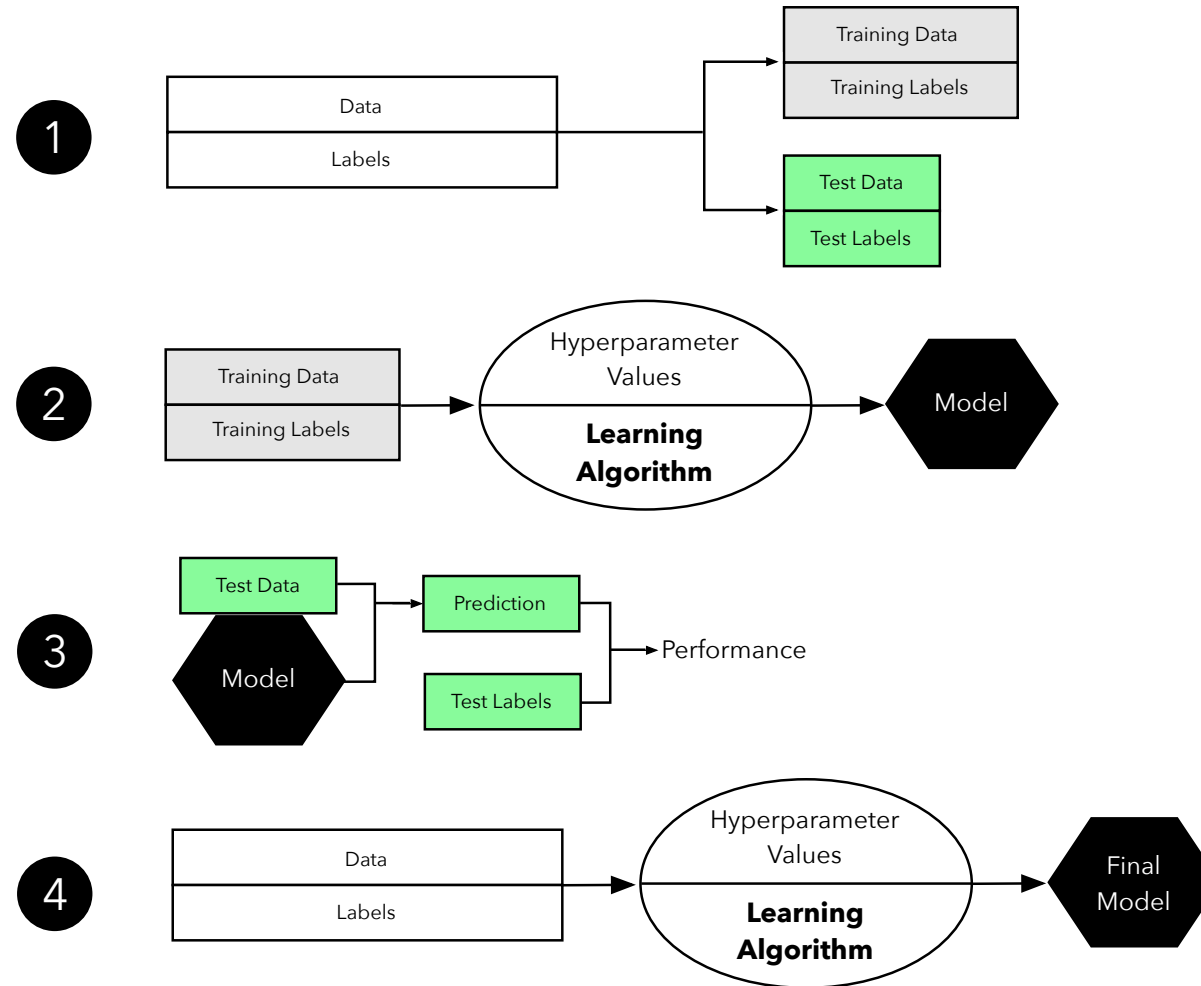 1
Data
Labels
Training Data
Training Labels
Test Data
Test Labels
2
Training Data
Training Labels
Hyperparameter
Values
Learning
Algorithm
Model
3
Test Data
Model
Prediction
Test Labels
Performance
4
Data
Labels
Hyperparameter
Values
Learning
Algorithm
Final
Model